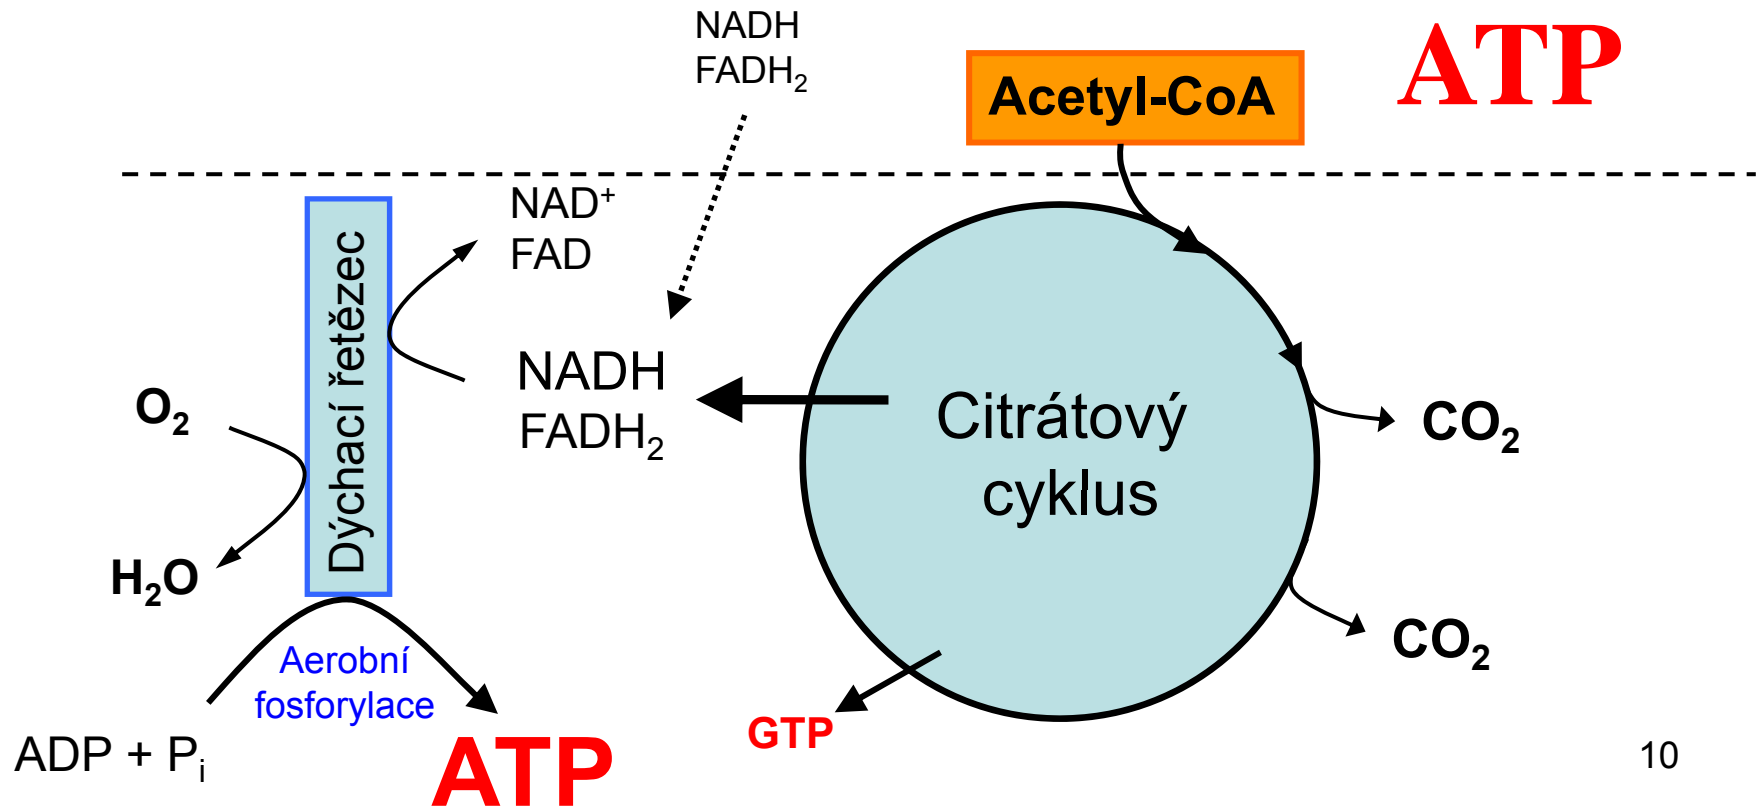 NADH
FADH₂
Acetyl-CoA
ATP
NAD⁺
FAD
Dýchací řetězec
NADH
FADH₂
O₂
H₂O
Citrátový
cyklus
CO₂
CO₂
Aerobní
fosforylace
GTP
ADP + Pᵢ
ATP
10